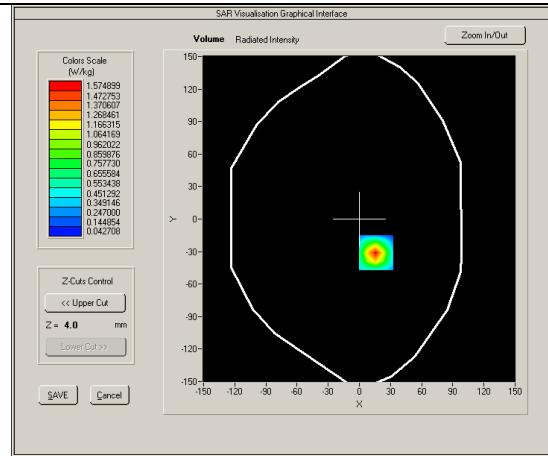 SAR Visualisation Graphical Interface
Volume Radiated Intensity
Zoom In/Out
Colors Scale
(W/kg)
1.574899
1.472753
1.370607
1.268461
1.166315
1.064169
0.962022
0.859876
0.757730
0.655584
0.553438
0.451292
0.349146
0.247000
0.144854
0.042708
Z-Cuts Control
<< Upper Cut
Z = 4.0 mm
Lower Cut >>
SAVE Cancel
150
120
90
60
30
Y 0
-30
-60
-90
-120
-150
-150 -120 -90 -60 -30 0 30 60 90 120 150
X